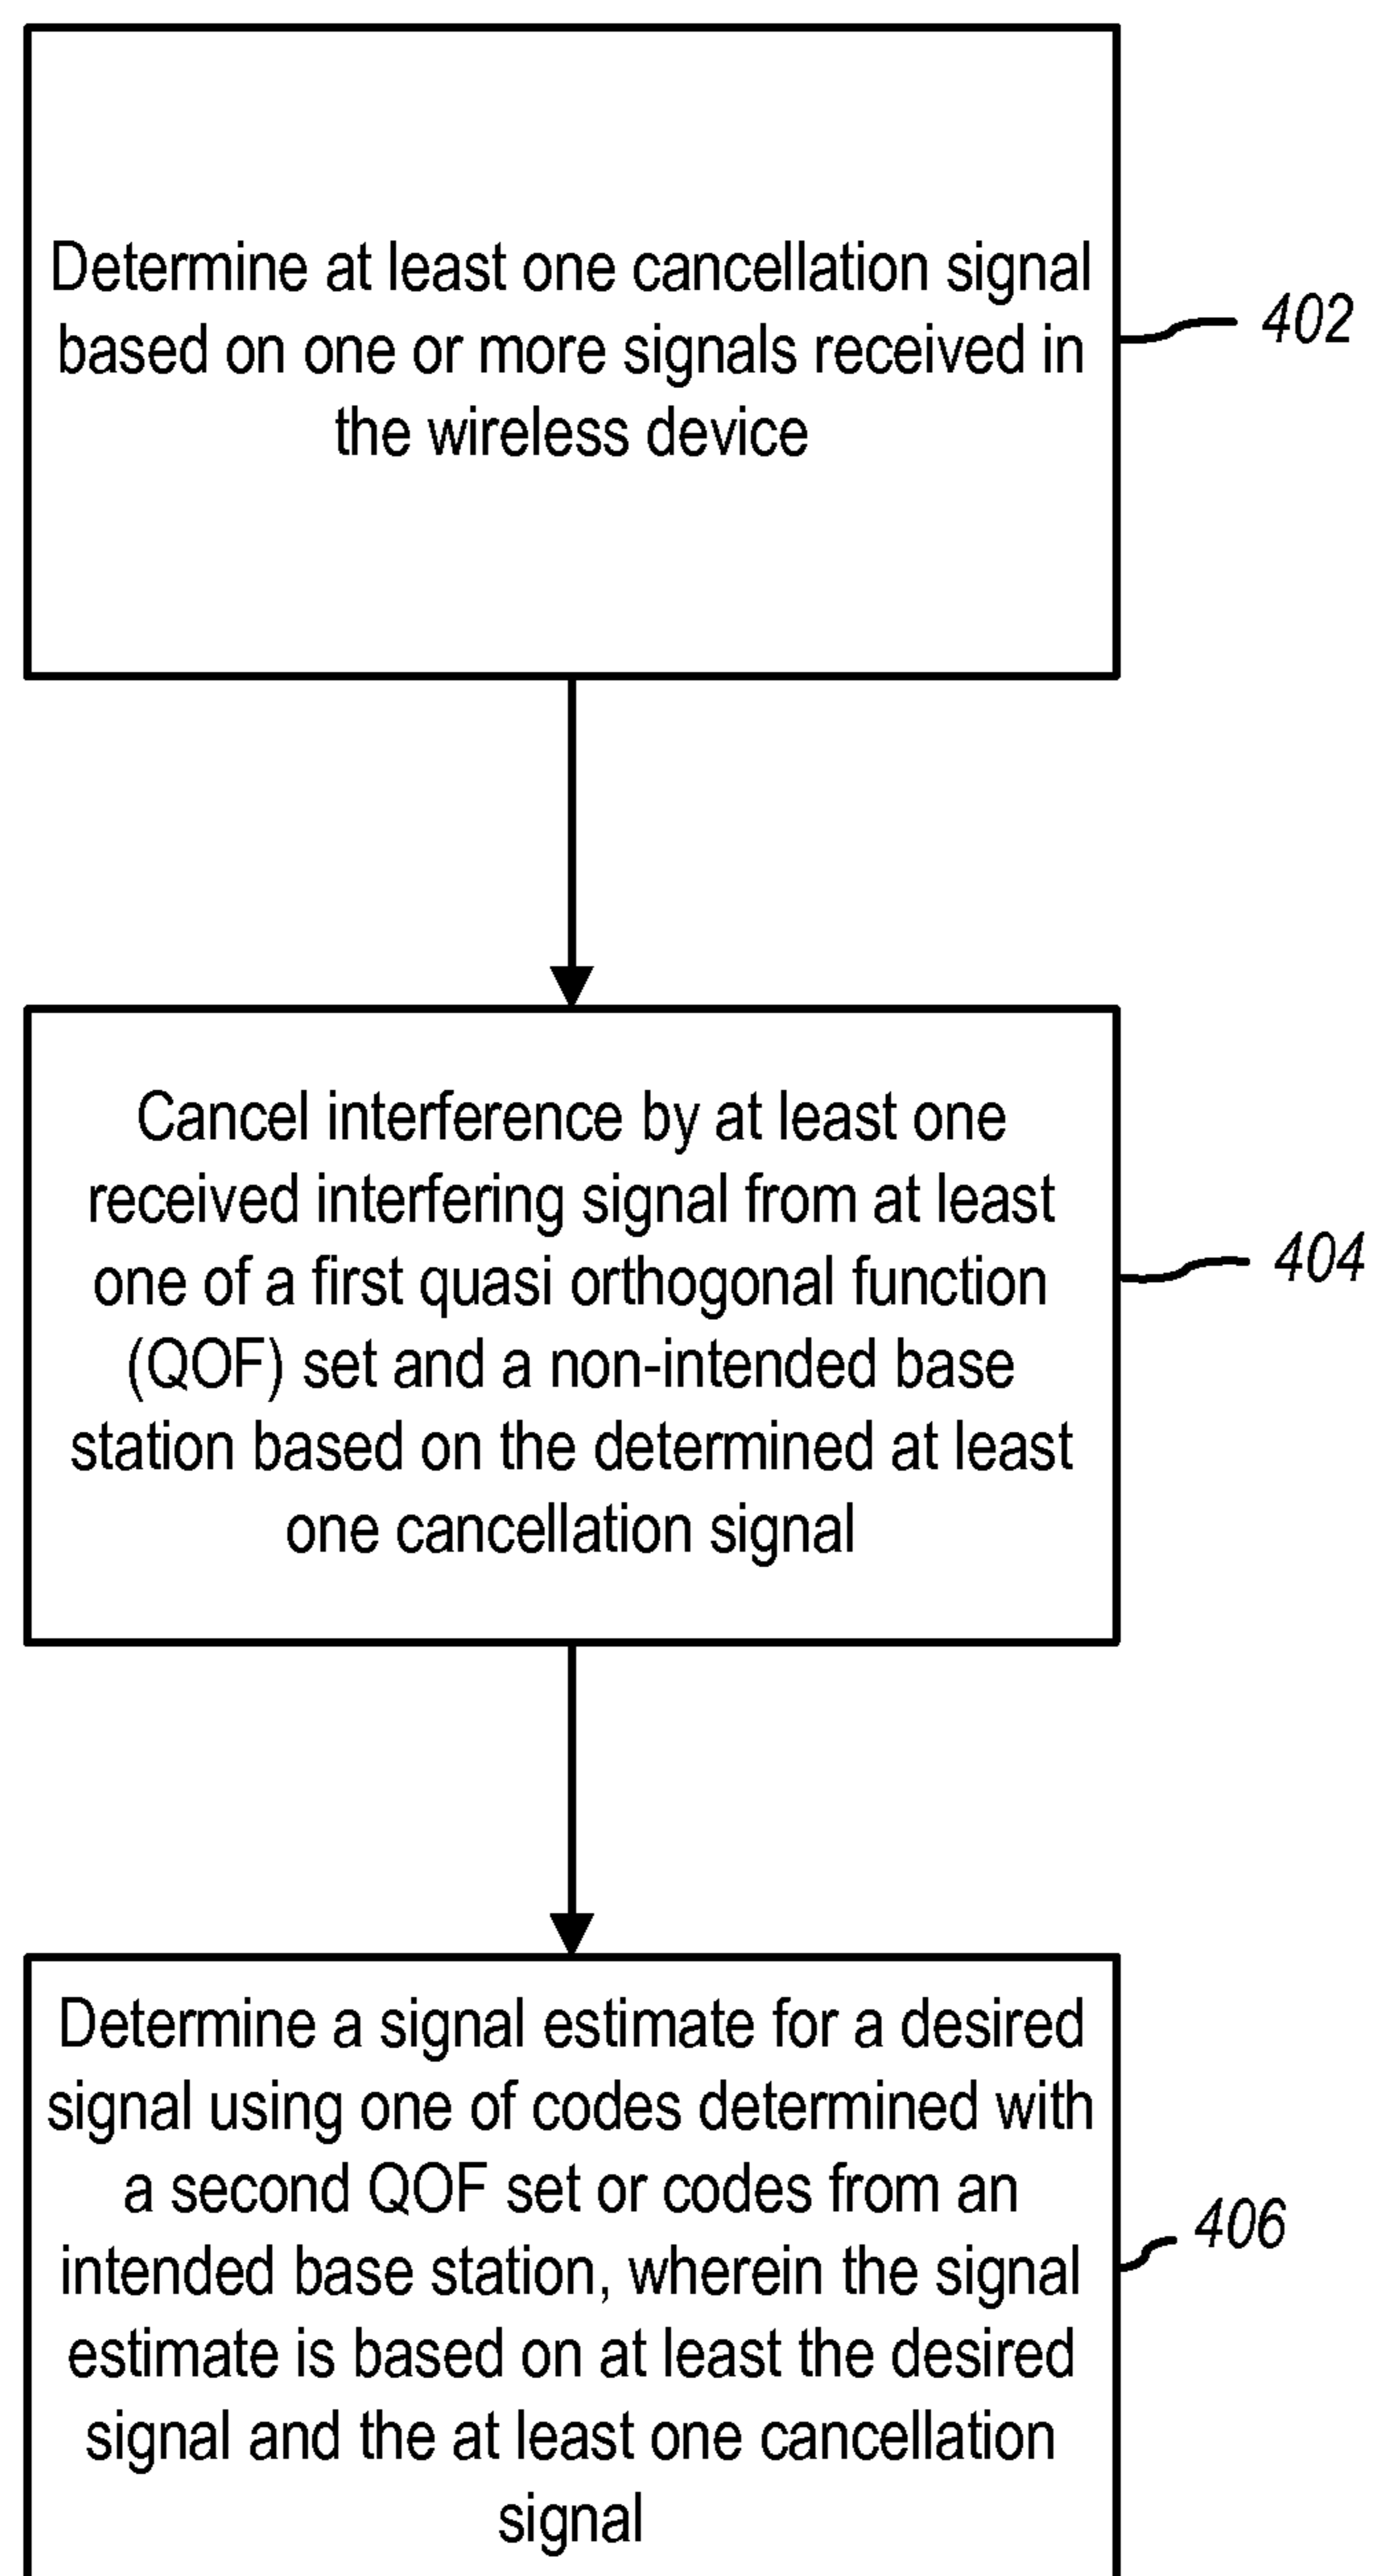 Determine at least one cancellation signal
based on one or more signals received in
the wireless device
402
Cancel interference by at least one
received interfering signal from at least
one of a first quasi orthogonal function
(QOF) set and a non-intended base
station based on the determined at least
one cancellation signal
404
Determine a signal estimate for a desired
signal using one of codes determined with
a second QOF set or codes from an
intended base station, wherein the signal
estimate is based on at least the desired
signal and the at least one cancellation
signal
406